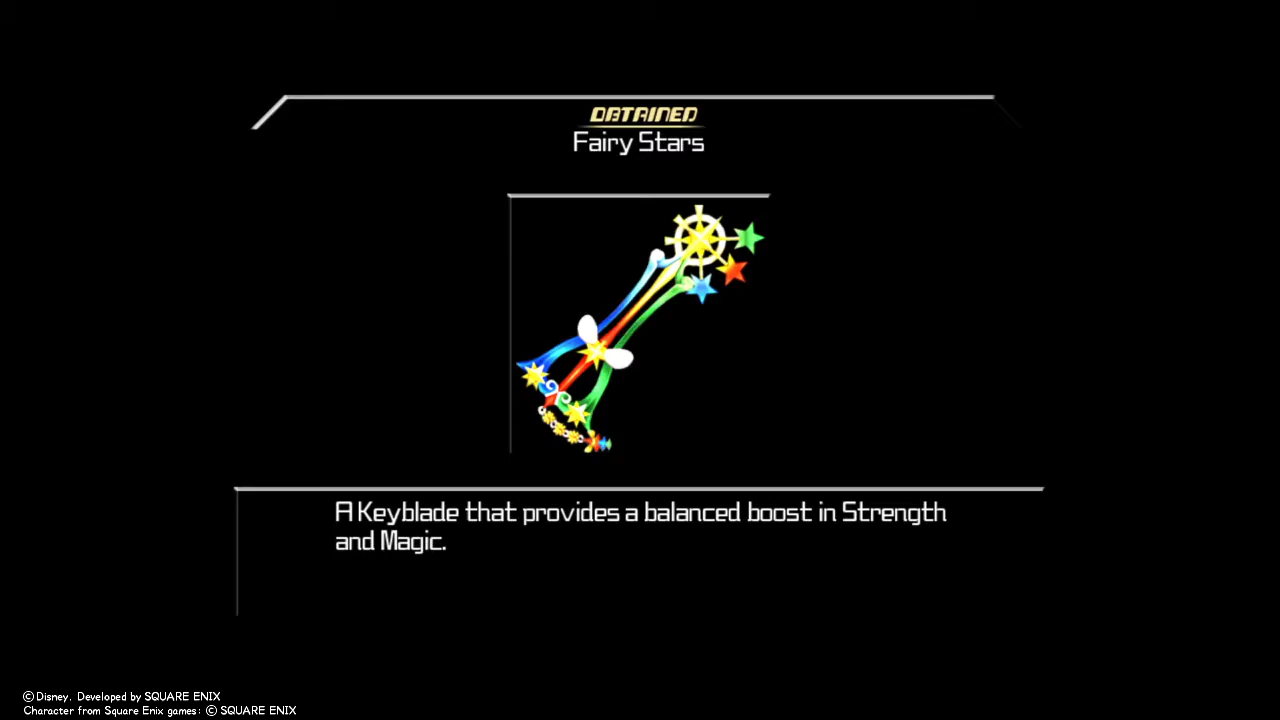 OBTAINED
Fairy Stars
A Keyblade that provides a balanced boost in Strength
and Magic.
©Disney. Developed by SQUARE ENIX
Character from Square Enix games: © SQUARE ENIX